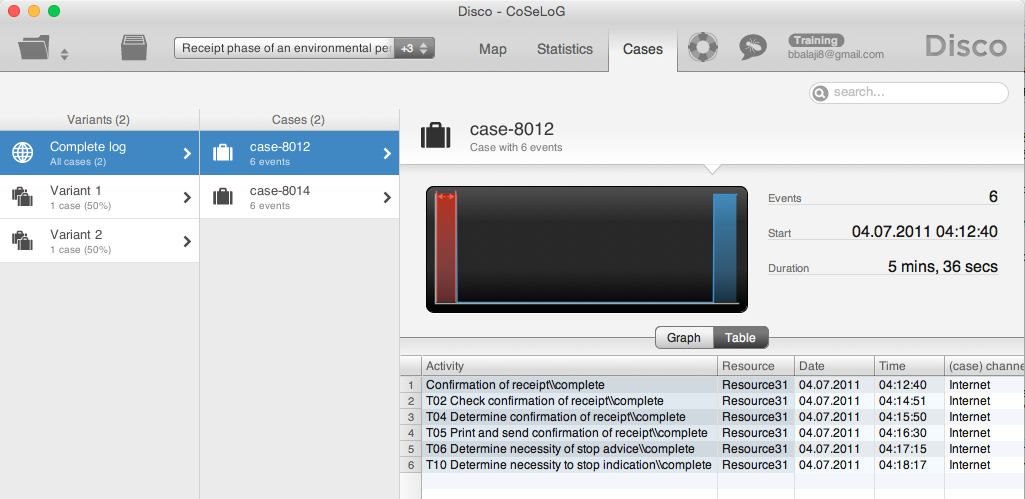 Disco - CoSeLoG
Receipt phase of an environmental pe +3
Map Statistics Cases
Training
bbalaji8@gmail.com
Disco
search...
Variants (2)
Complete log
All cases (2)
Variant 1
1 case (50%)
Variant 2
1 case (50%)
Cases (2)
case-8012
6 events
case-8014
6 events
case-8012
Case with 6 events
Events 6
Start 04.07.2011 04:12:40
Duration 5 mins, 36 secs
Graph Table
Activity Resource Date Time (case) channe
1 Confirmation of receipt\\complete Resource31 04.07.2011 04:12:40 Internet
2 T02 Check confirmation of receipt\\complete Resource31 04.07.2011 04:14:51 Internet
3 T04 Determine confirmation of receipt\\complete Resource31 04.07.2011 04:15:50 Internet
4 T05 Print and send confirmation of receipt\\complete Resource31 04.07.2011 04:16:30 Internet
5 T06 Determine necessity of stop advice\\complete Resource31 04.07.2011 04:17:15 Internet
6 T10 Determine necessity to stop indication\\complete Resource31 04.07.2011 04:18:17 Internet